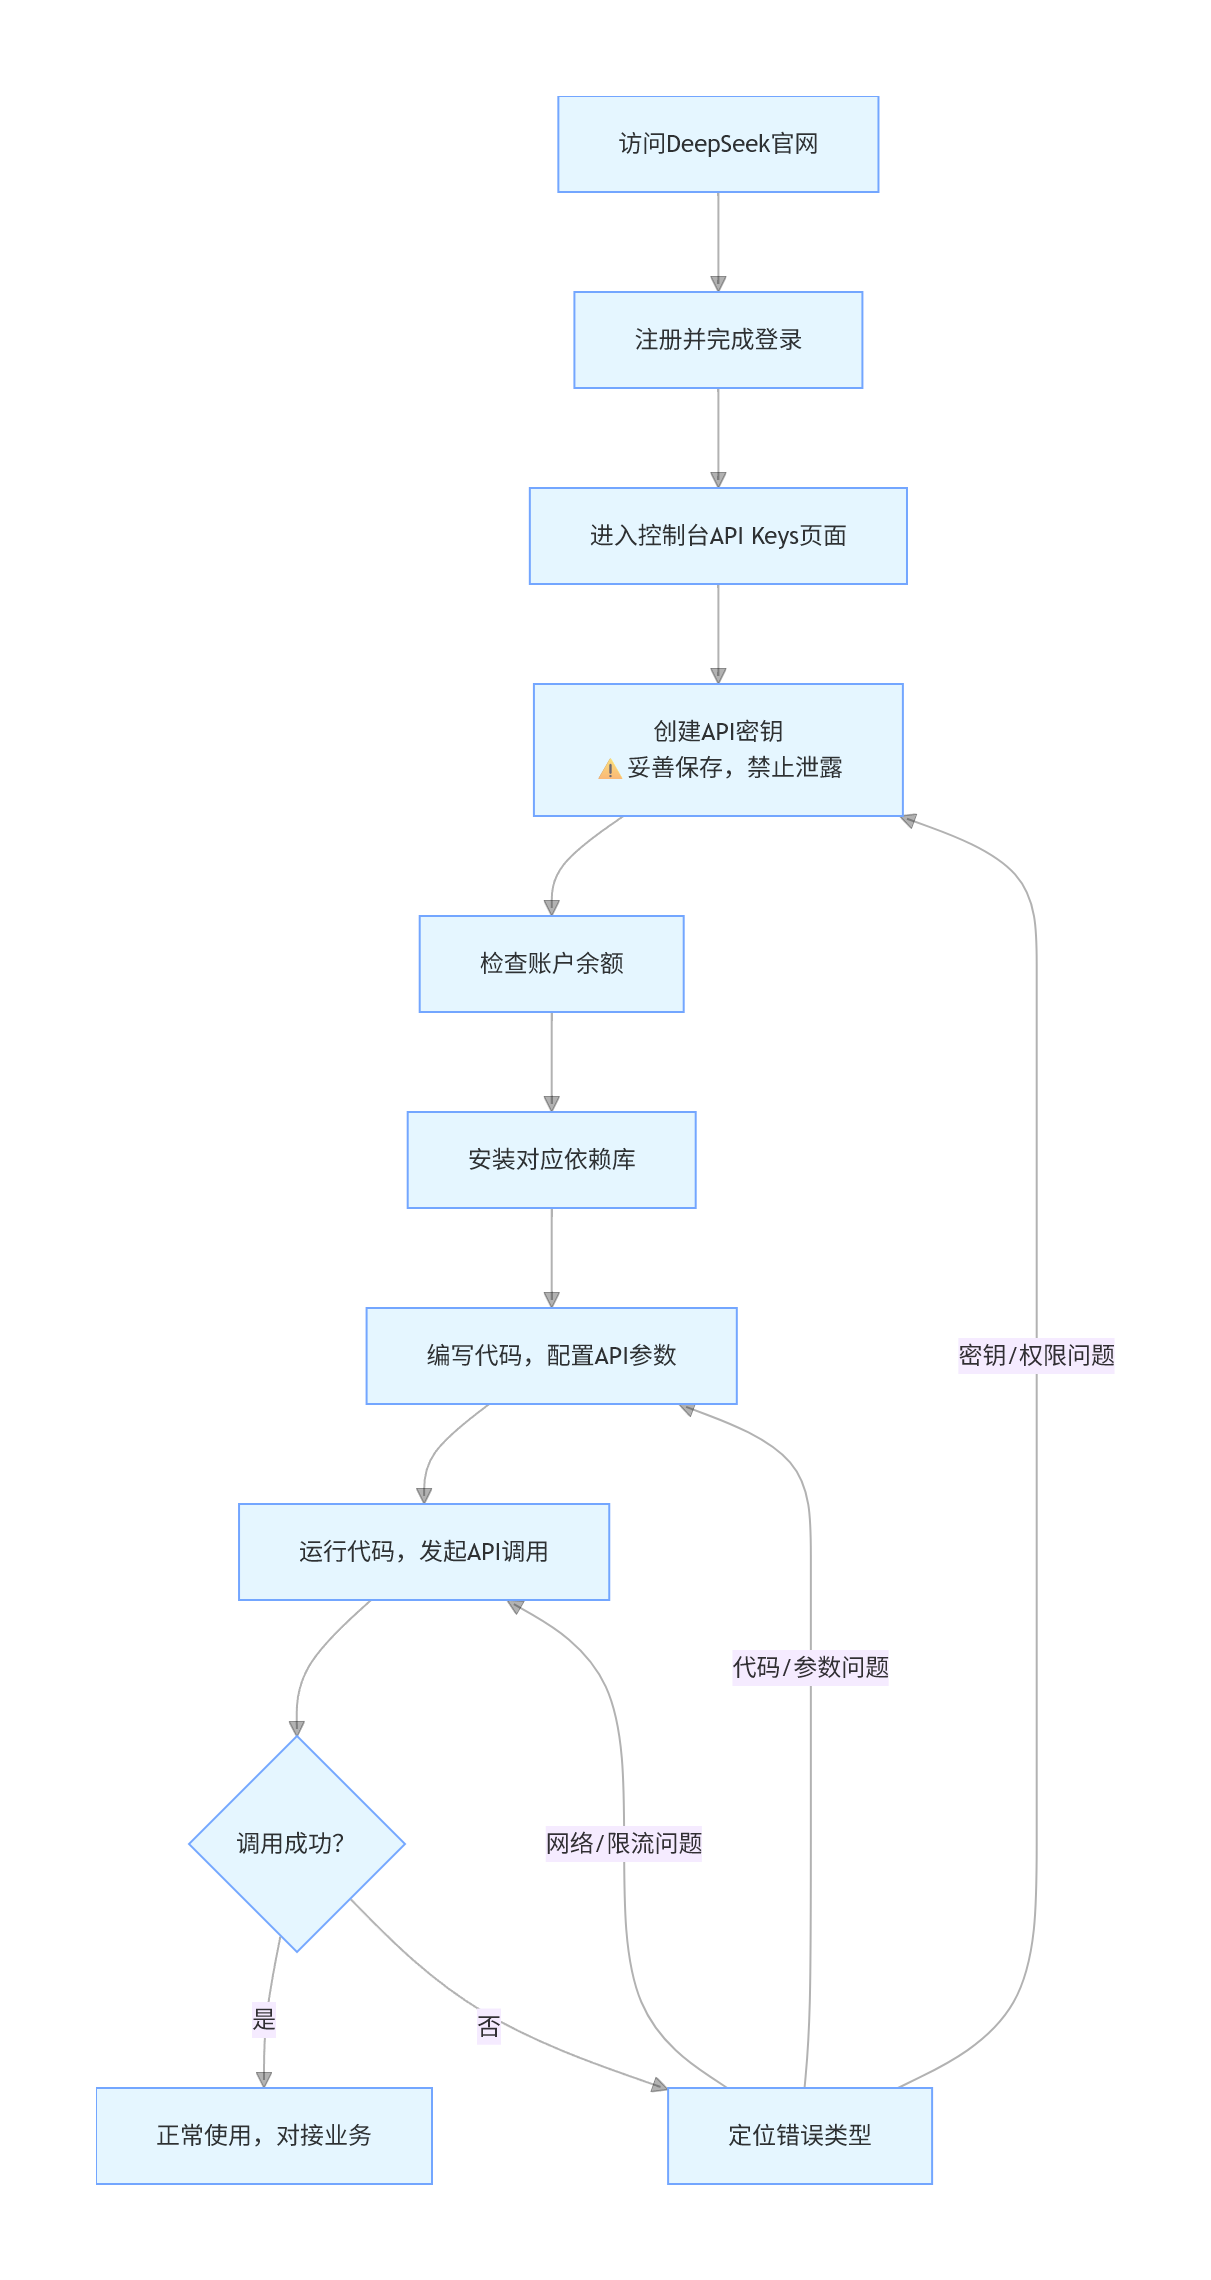 访问DeepSeek官网
注册并完成登录
进入控制台API Keys页面
创建API密钥
⚠️ 妥善保存，禁止泄露
检查账户余额
安装对应依赖库
编写代码，配置API参数
密钥/权限问题
运行代码，发起API调用
代码/参数问题
调用成功？
网络/限流问题
是
否
正常使用，对接业务
定位错误类型